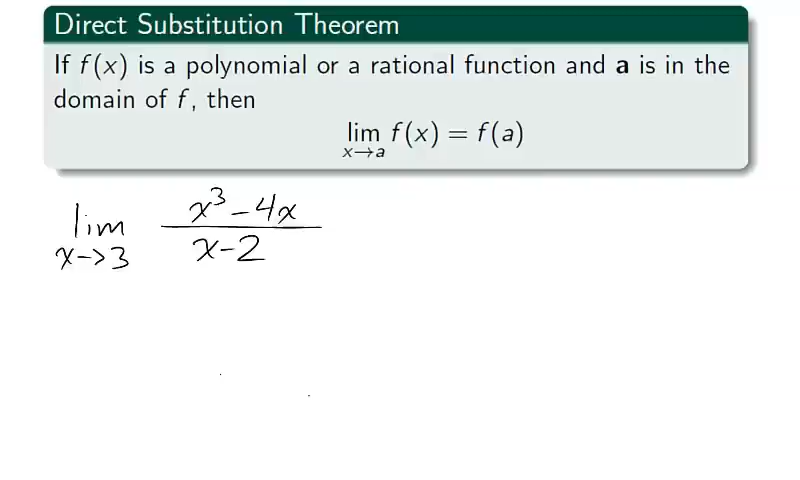 Direct Substitution Theorem
If f(x) is a polynomial or a rational function and a is in the
domain of f, then
lim f(x) = f(a)
x→a
lim x³ - 4x
x->3 x - 2